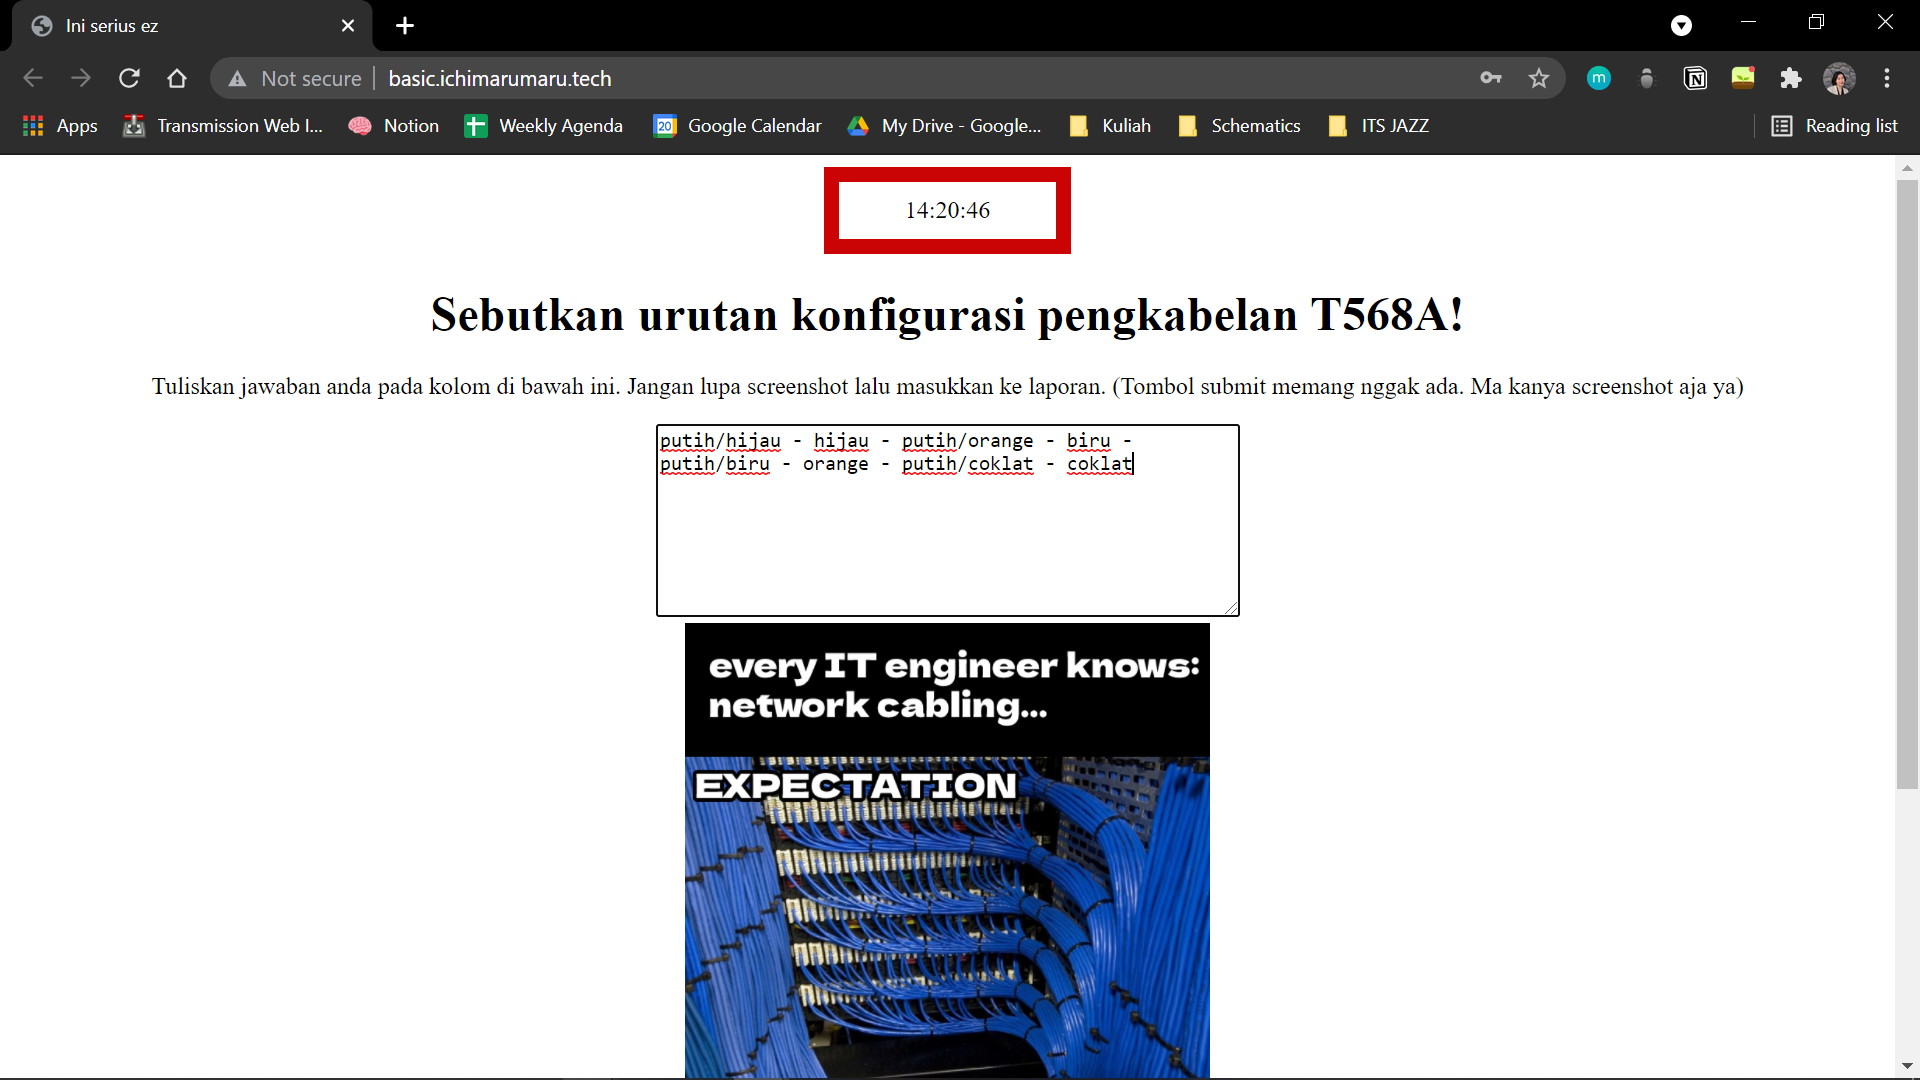 Ini serius ez
Not secure basic.ichimarumaru.tech
m
N
Apps Transmission Web I... Notion Weekly Agenda 20 Google Calendar My Drive - Google... Kuliah Schematics ITS JAZZ Reading list
14:20:46
Sebutkan urutan konfigurasi pengkabelan T568A!
Tuliskan jawaban anda pada kolom di bawah ini. Jangan lupa screenshot lalu masukkan ke laporan. (Tombol submit memang nggak ada. Ma kanya screenshot aja ya)
putih/hijau - hijau - putih/orange - biru -
putih/biru - orange - putih/coklat - coklat
every IT engineer knows:
network cabling...
EXPECTATION